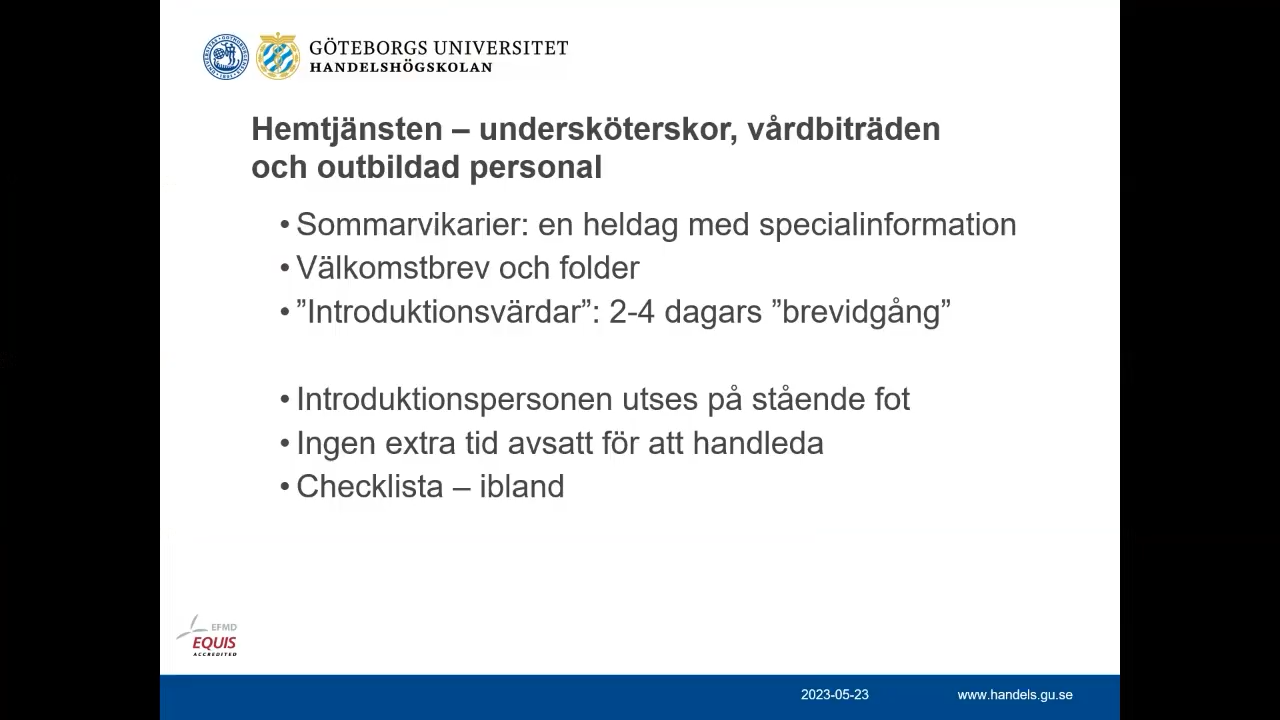 GÖTEBORGS UNIVERSITET
HANDELSHÖGSKOLAN
Hemtjänsten – undersköterskor, vårdbiträden
och outbildad personal
• Sommarvikarier: en heldag med specialinformation
• Välkomstbrev och folder
• ”Introduktionsvärdar”: 2-4 dagars ”brevidgång”
• Introduktionspersonen utses på stående fot
• Ingen extra tid avsatt för att handleda
• Checklista – ibland
EFMD
EQUIS
ACCREDITED
2023-05-23
www.handels.gu.se